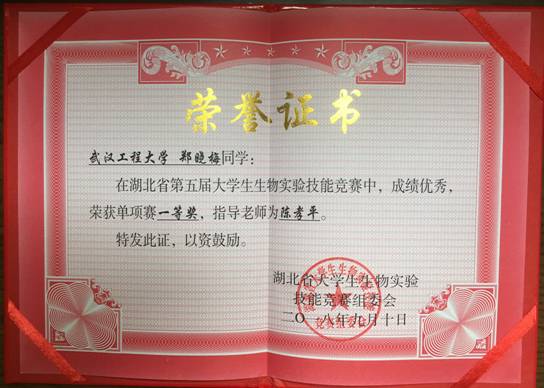 荣誉证书
武汉工程大学 郑晓梅同学：
在湖北省第五届大学生生物实验技能竞赛中，成绩优秀，
荣获单项赛一等奖，指导老师为陈孝平。
特发此证，以资鼓励。
湖北省大学生生物实验
技能竞赛组委会
二〇一八年九月十日